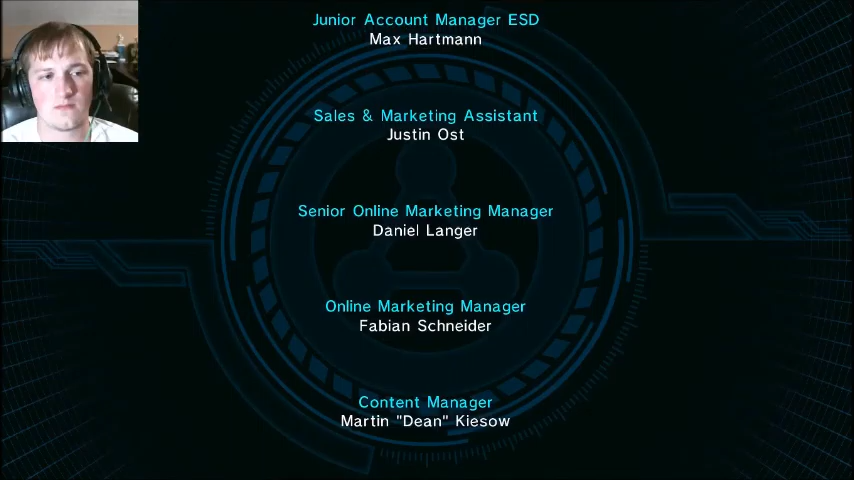 Junior Account Manager ESD
Max Hartmann
Sales & Marketing Assistant
Justin Ost
Senior Online Marketing Manager
Daniel Langer
Online Marketing Manager
Fabian Schneider
Content Manager
Martin "Dean" Kiesow